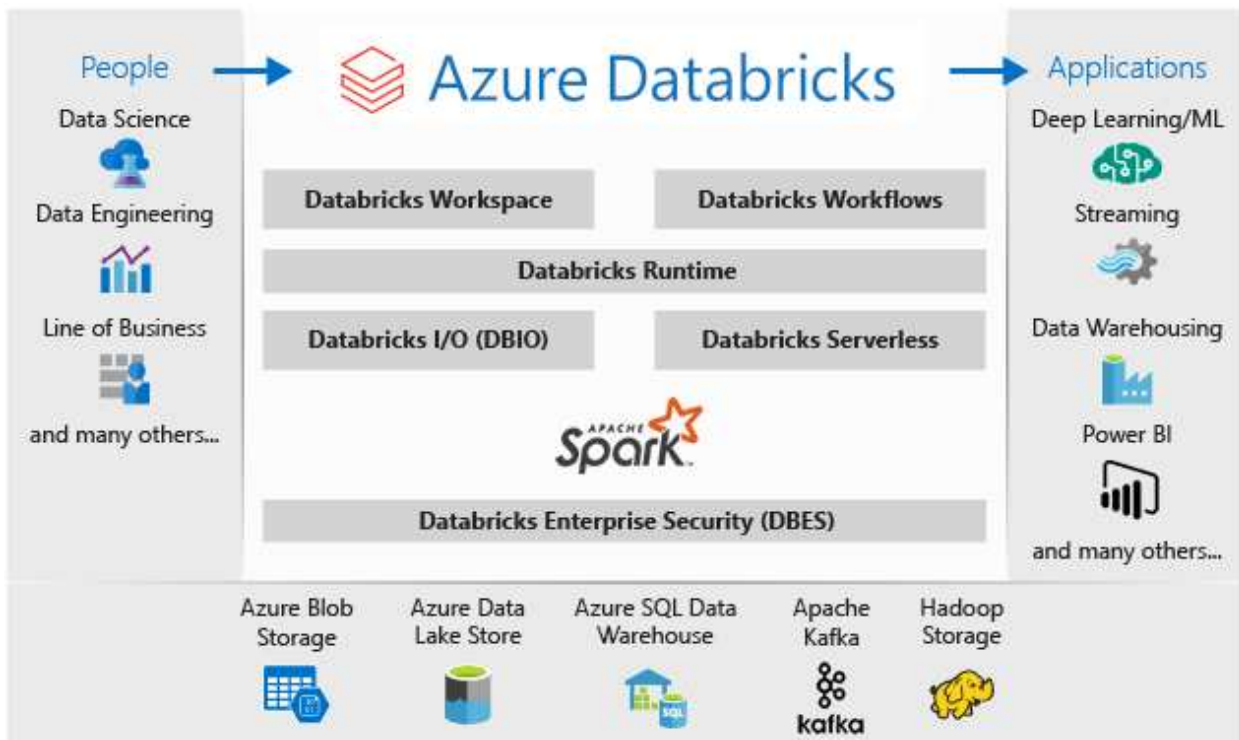 People
Azure Databricks
Applications
Data Science
Data Engineering
Line of Business
and many others...
Databricks Workspace
Databricks Workflows
Databricks Runtime
Databricks I/O (DBIO)
Databricks Serverless
APACHE
Spark™
Databricks Enterprise Security (DBES)
Deep Learning/ML
Streaming
Data Warehousing
Power BI
and many others...
Azure Blob
Storage
Azure Data
Lake Store
Azure SQL Data
Warehouse
SQL
Apache
Kafka
kafka
Hadoop
Storage